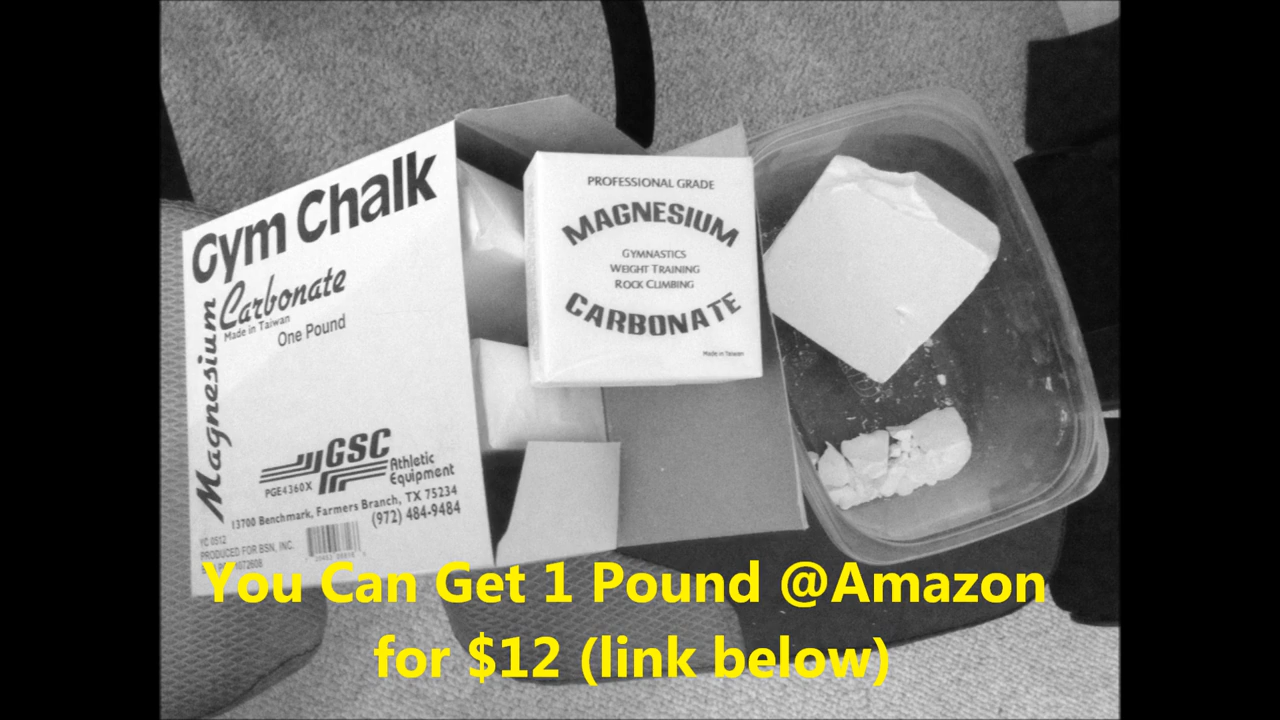 Gym Chalk
Magnesium
Carbonate
Made in Taiwan
One Pound
GSC
Athletic
Equipment
PGE4360X
13700 Benchmark, Farmers Branch, TX 75234
(972) 484-9484
YC 0512
PRODUCED FOR BSN, INC.
PROFESSIONAL GRADE
MAGNESIUM
GYMNASTICS
WEIGHT TRAINING
ROCK CLIMBING
CARBONATE
Made in Taiwan
You Can Get 1 Pound @Amazon
for $12 (link below)